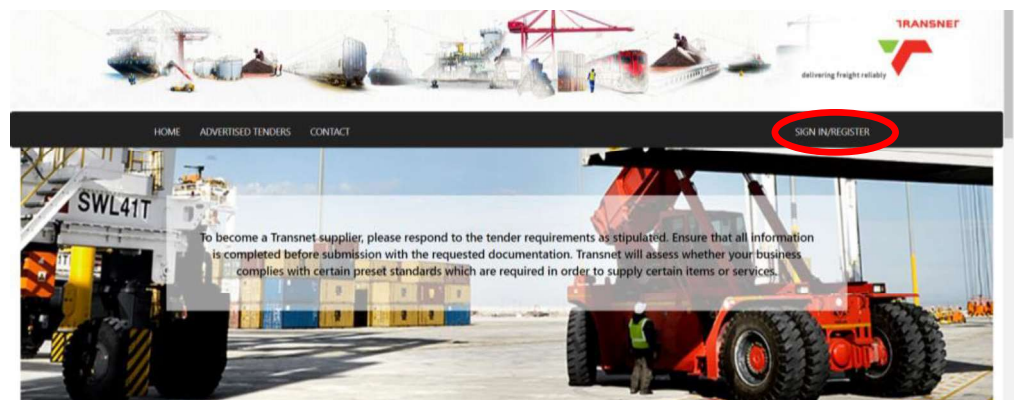 TRANSNET
delivering freight reliably
HOME ADVERTISED TENDERS CONTACT SIGN IN/REGISTER
SWL41T
To become a Transnet supplier, please respond to the tender requirements as stipulated. Ensure that all information
is completed before submission with the requested documentation. Transnet will assess whether your business
complies with certain preset standards which are required in order to supply certain items or services.